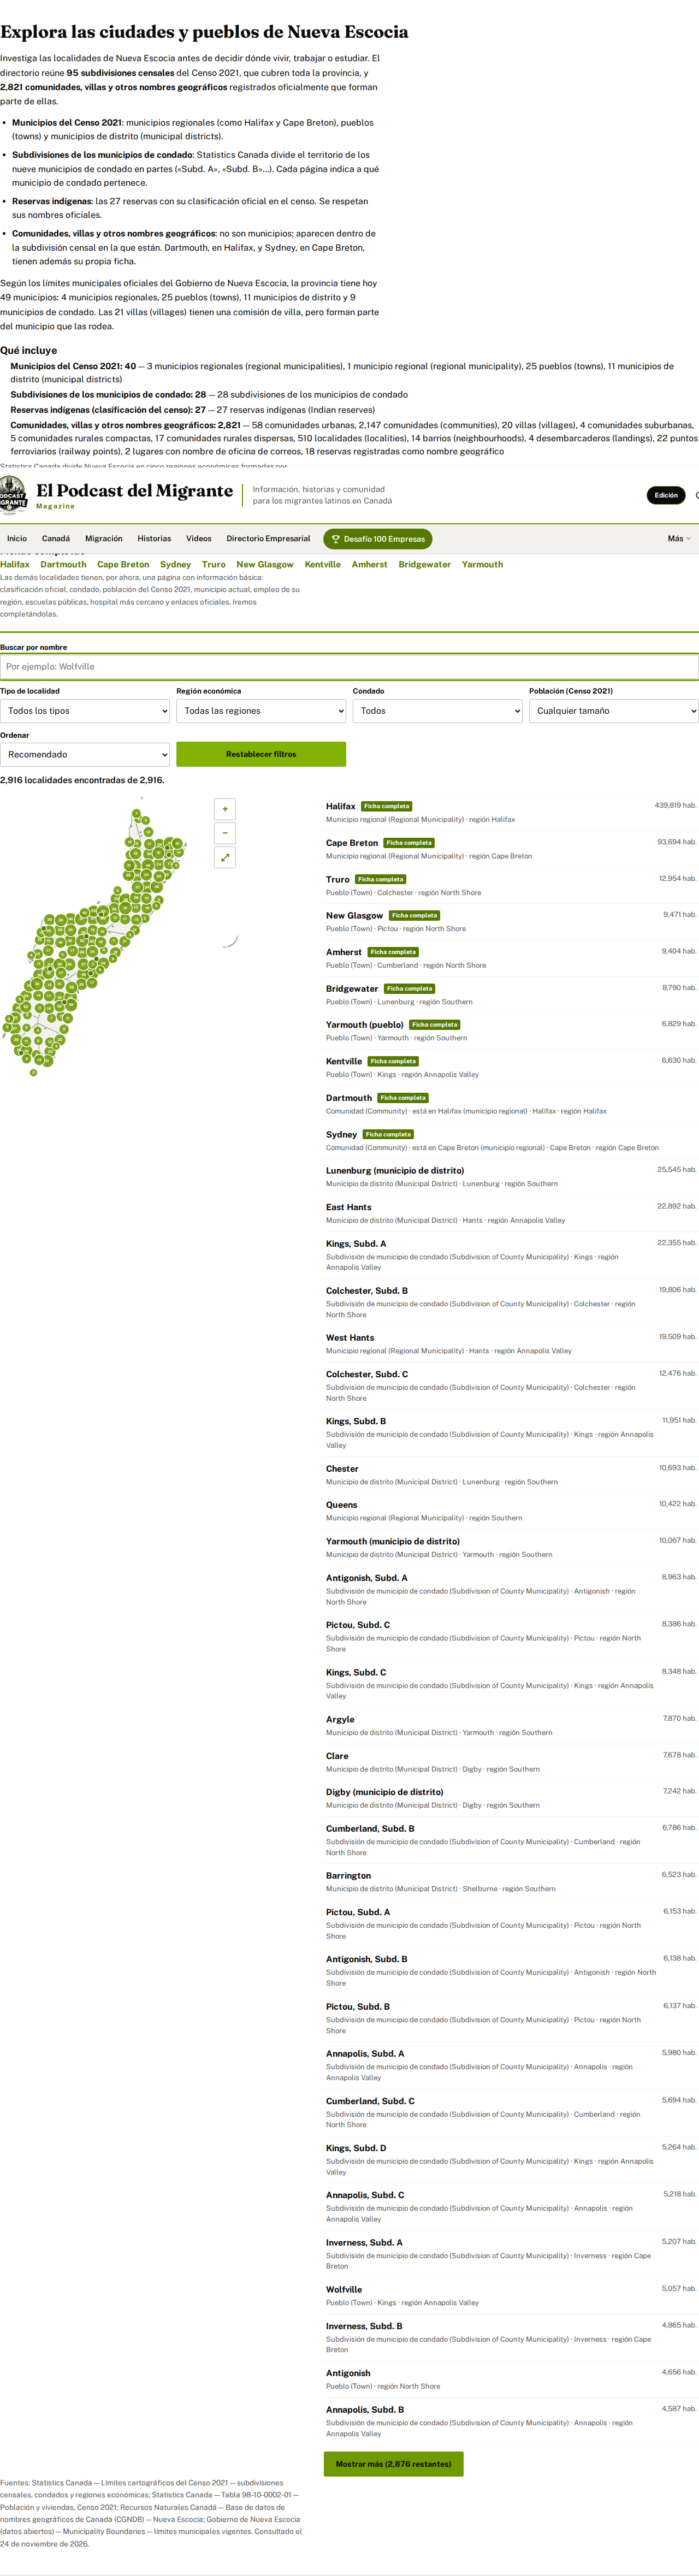 Explora las ciudades y pueblos de Nueva Escocia
Investiga las localidades de Nueva Escocia antes de decidir dónde vivir, trabajar o estudiar. El
directorio reúne 95 subdivisiones censales del Censo 2021, que cubren toda la provincia, y
2,821 comunidades, villas y otros nombres geográficos registrados oficialmente que forman
parte de ellas.
• Municipios del Censo 2021: municipios regionales (como Halifax y Cape Breton), pueblos
(towns) y municipios de distrito (municipal districts).
• Subdivisiones de los municipios de condado: Statistics Canada divide el territorio de los
nueve municipios de condado en partes («Subd. A», «Subd. B»...). Cada página indica a qué
municipio de condado pertenece.
• Reservas indígenas: las 27 reservas con su clasificación oficial en el censo. Se respetan
sus nombres oficiales.
• Comunidades, villas y otros nombres geográficos: no son municipios; aparecen dentro de
la subdivisión censal en la que están. Dartmouth, en Halifax, y Sydney, en Cape Breton,
tienen además su propia ficha.
Según los límites municipales oficiales del Gobierno de Nueva Escocia, la provincia tiene hoy
49 municipios: 4 municipios regionales, 25 pueblos (towns), 11 municipios de distrito y 9
municipios de condado. Las 21 villas (villages) tienen una comisión de villa, pero forman parte
del municipio que las rodea.
Qué incluye
Municipios del Censo 2021: 40 — 3 municipios regionales (regional municipalities), 1 municipio regional (regional municipality), 25 pueblos (towns), 11 municipios de
distrito (municipal districts)
Subdivisiones de los municipios de condado: 28 — 28 subdivisiones de los municipios de condado
Reservas indígenas (clasificación del censo): 27 — 27 reservas indígenas (Indian reserves)
Comunidades, villas y otros nombres geográficos: 2,821 — 58 comunidades urbanas, 2,147 comunidades (communities), 20 villas (villages), 4 comunidades suburbanas,
5 comunidades rurales compactas, 17 comunidades rurales dispersas, 510 localidades (localities), 14 barrios (neighbourhoods), 4 desembarcaderos (landings), 22 puntos
ferroviarios (railway points), 2 lugares con nombre de oficina de correos, 18 reservas registradas como nombre geográfico
Statistics Canada divide Nueva Escocia en cinco regiones económicas formadas por
El Podcast del Migrante
Magazine
Información, historias y comunidad
para los migrantes latinos en Canadá
Edición
Inicio Canadá Migración Historias Videos Directorio Empresarial Desafío 100 Empresas Más
Halifax Dartmouth Cape Breton Sydney Truro New Glasgow Kentville Amherst Bridgewater Yarmouth
Las demás localidades tienen, por ahora, una página con información básica:
clasificación oficial, condado, población del Censo 2021, municipio actual, empleo de su
región, escuelas públicas, hospital más cercano y enlaces oficiales. Iremos
completándolas.
Buscar por nombre
Por ejemplo: Wolfville
Tipo de localidad Región económica Condado Población (Censo 2021)
Todos los tipos Todas las regiones Todos Cualquier tamaño
Ordenar
Recomendado Restablecer filtros
2,916 localidades encontradas de 2,916.
+
−
Halifax Ficha completa 439,819 hab.
Municipio regional (Regional Municipality) · región Halifax
Cape Breton Ficha completa 93,694 hab.
Municipio regional (Regional Municipality) · región Cape Breton
Truro Ficha completa 12,954 hab.
Pueblo (Town) · Colchester · región North Shore
New Glasgow Ficha completa 9,471 hab.
Pueblo (Town) · Pictou · región North Shore
Amherst Ficha completa 9,404 hab.
Pueblo (Town) · Cumberland · región North Shore
Bridgewater Ficha completa 8,790 hab.
Pueblo (Town) · Lunenburg · región Southern
Yarmouth (pueblo) Ficha completa 6,829 hab.
Pueblo (Town) · Yarmouth · región Southern
Kentville Ficha completa 6,630 hab.
Pueblo (Town) · Kings · región Annapolis Valley
Dartmouth Ficha completa
Comunidad (Community) · está en Halifax (municipio regional) · Halifax · región Halifax
Sydney Ficha completa
Comunidad (Community) · está en Cape Breton (municipio regional) · Cape Breton · región Cape Breton
Lunenburg (municipio de distrito) 25,545 hab.
Municipio de distrito (Municipal District) · Lunenburg · región Southern
East Hants 22,892 hab.
Municipio de distrito (Municipal District) · Hants · región Annapolis Valley
Kings, Subd. A 22,355 hab.
Subdivisión de municipio de condado (Subdivision of County Municipality) · Kings · región
Annapolis Valley
Colchester, Subd. B 19,806 hab.
Subdivisión de municipio de condado (Subdivision of County Municipality) · Colchester · región
North Shore
West Hants 19,509 hab.
Municipio regional (Regional Municipality) · Hants · región Annapolis Valley
Colchester, Subd. C 12,476 hab.
Subdivisión de municipio de condado (Subdivision of County Municipality) · Colchester · región
North Shore
Kings, Subd. B 11,951 hab.
Subdivisión de municipio de condado (Subdivision of County Municipality) · Kings · región Annapolis
Valley
Chester 10,693 hab.
Municipio de distrito (Municipal District) · Lunenburg · región Southern
Queens 10,422 hab.
Municipio regional (Regional Municipality) · región Southern
Yarmouth (municipio de distrito) 10,067 hab.
Municipio de distrito (Municipal District) · Yarmouth · región Southern
Antigonish, Subd. A 8,963 hab.
Subdivisión de municipio de condado (Subdivision of County Municipality) · Antigonish · región
North Shore
Pictou, Subd. C 8,386 hab.
Subdivisión de municipio de condado (Subdivision of County Municipality) · Pictou · región North
Shore
Kings, Subd. C 8,348 hab.
Subdivisión de municipio de condado (Subdivision of County Municipality) · Kings · región Annapolis
Valley
Argyle 7,870 hab.
Municipio de distrito (Municipal District) · Yarmouth · región Southern
Clare 7,678 hab.
Municipio de distrito (Municipal District) · Digby · región Southern
Digby (municipio de distrito) 7,242 hab.
Municipio de distrito (Municipal District) · Digby · región Southern
Cumberland, Subd. B 6,786 hab.
Subdivisión de municipio de condado (Subdivision of County Municipality) · Cumberland · región
North Shore
Barrington 6,523 hab.
Municipio de distrito (Municipal District) · Shelburne · región Southern
Pictou, Subd. A 6,153 hab.
Subdivisión de municipio de condado (Subdivision of County Municipality) · Pictou · región North
Shore
Antigonish, Subd. B 6,138 hab.
Subdivisión de municipio de condado (Subdivision of County Municipality) · Antigonish · región North
Shore
Pictou, Subd. B 6,137 hab.
Subdivisión de municipio de condado (Subdivision of County Municipality) · Pictou · región North
Shore
Annapolis, Subd. A 5,980 hab.
Subdivisión de municipio de condado (Subdivision of County Municipality) · Annapolis · región
Annapolis Valley
Cumberland, Subd. C 5,694 hab.
Subdivisión de municipio de condado (Subdivision of County Municipality) · Cumberland · región
North Shore
Kings, Subd. D 5,264 hab.
Subdivisión de municipio de condado (Subdivision of County Municipality) · Kings · región Annapolis
Valley
Annapolis, Subd. C 5,218 hab.
Subdivisión de municipio de condado (Subdivision of County Municipality) · Annapolis · región
Annapolis Valley
Inverness, Subd. A 5,207 hab.
Subdivisión de municipio de condado (Subdivision of County Municipality) · Inverness · región Cape
Breton
Wolfville 5,057 hab.
Pueblo (Town) · Kings · región Annapolis Valley
Inverness, Subd. B 4,865 hab.
Subdivisión de municipio de condado (Subdivision of County Municipality) · Inverness · región Cape
Breton
Antigonish 4,656 hab.
Pueblo (Town) · región North Shore
Annapolis, Subd. B 4,587 hab.
Subdivisión de municipio de condado (Subdivision of County Municipality) · Annapolis · región
Annapolis Valley
Mostrar más (2,876 restantes)
Fuentes: Statistics Canada — Límites cartográficos del Censo 2021 — subdivisiones
censales, condados y regiones económicas; Statistics Canada — Tabla 98-10-0002-01 —
Población y viviendas, Censo 2021; Recursos Naturales Canadá — Base de datos de
nombres geográficos de Canadá (CGNDB) — Nueva Escocia; Gobierno de Nueva Escocia
(datos abiertos) — Municipality Boundaries — límites municipales vigentes. Consultado el
24 de noviembre de 2026.